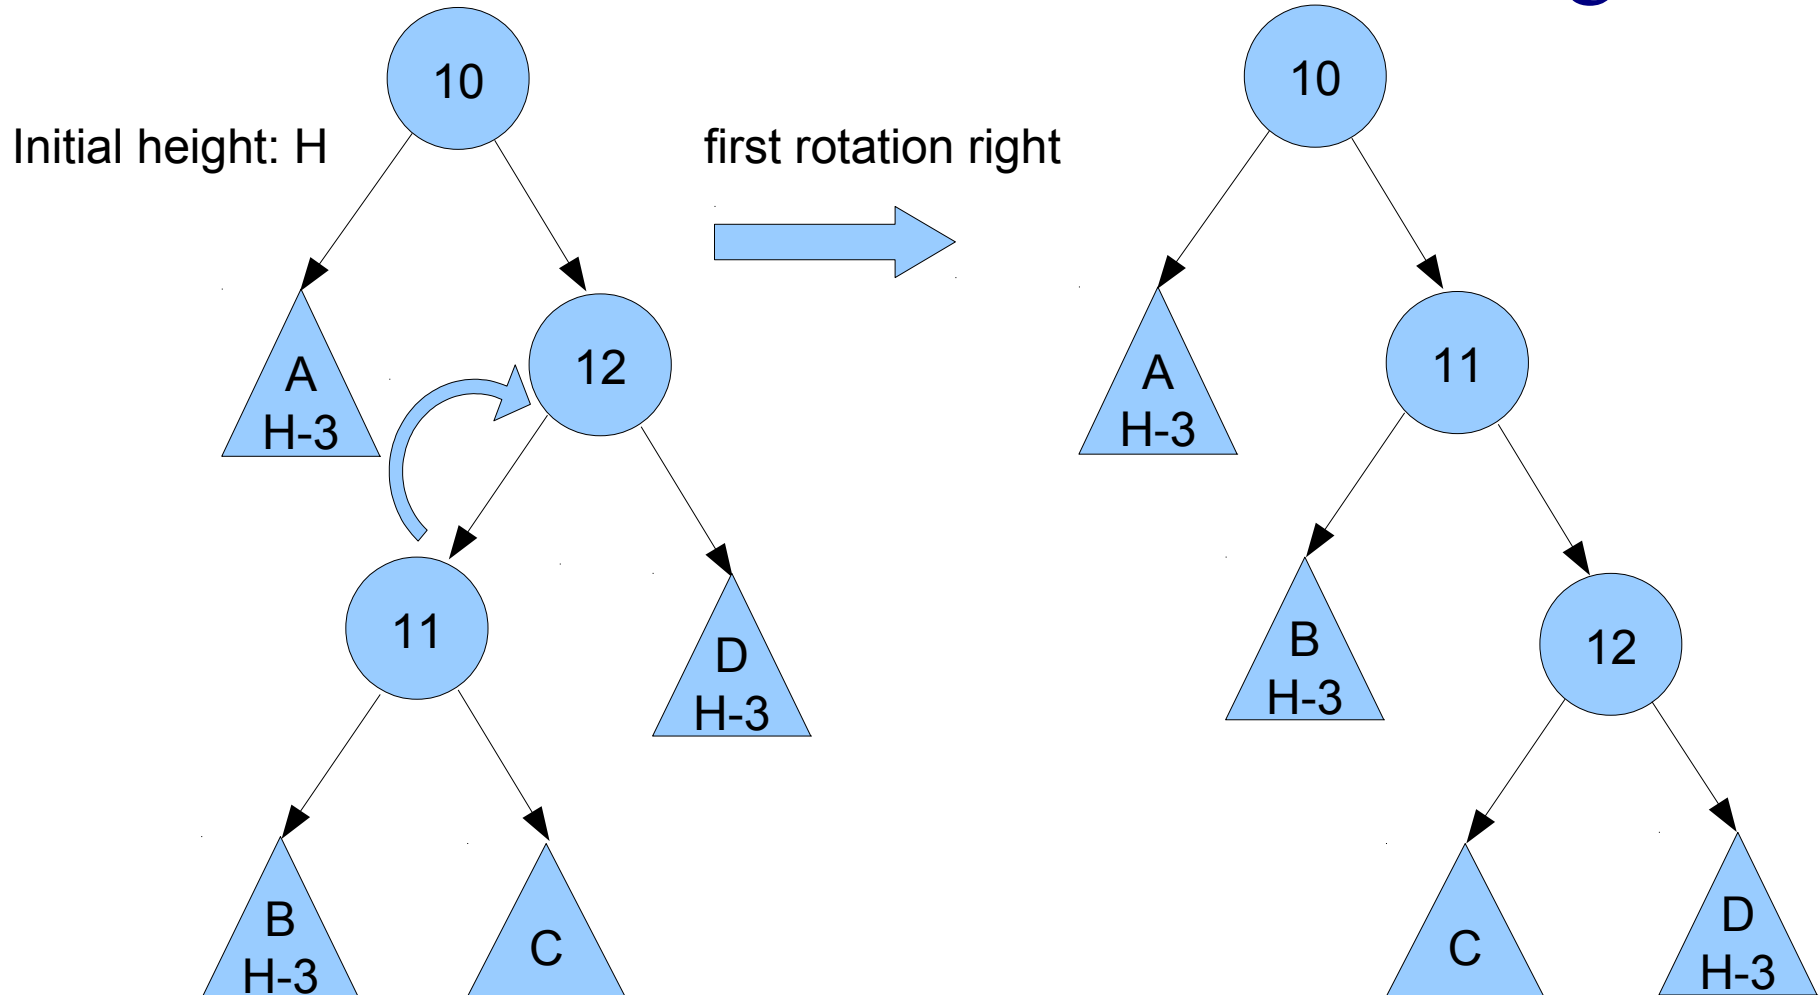 10
Initial height: H
first rotation right
10
A
H-3
12
11
D
H-3
B
H-3
C
A
H-3
11
B
H-3
12
C
D
H-3